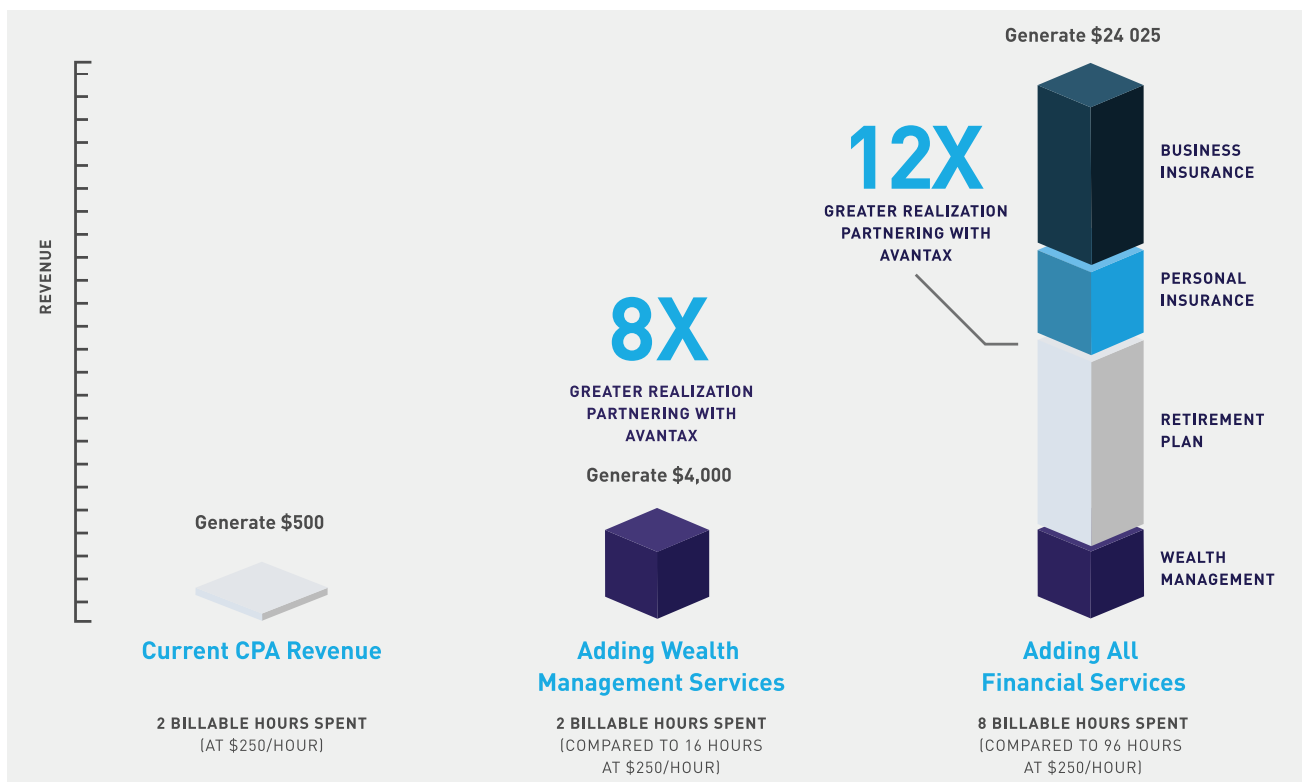 Generate $24 025
12X
GREATER REALIZATION
PARTNERING WITH
AVANTAX
BUSINESS
INSURANCE
PERSONAL
INSURANCE
RETIREMENT
PLAN
WEALTH
MANAGEMENT
REVENUE
8X
GREATER REALIZATION
PARTNERING WITH
AVANTAX
Generate $4,000
Generate $500
Current CPA Revenue
2 BILLABLE HOURS SPENT
(AT $250/HOUR)
Adding Wealth
Management Services
2 BILLABLE HOURS SPENT
(COMPARED TO 16 HOURS
AT $250/HOUR)
Adding All
Financial Services
8 BILLABLE HOURS SPENT
(COMPARED TO 96 HOURS
AT $250/HOUR)